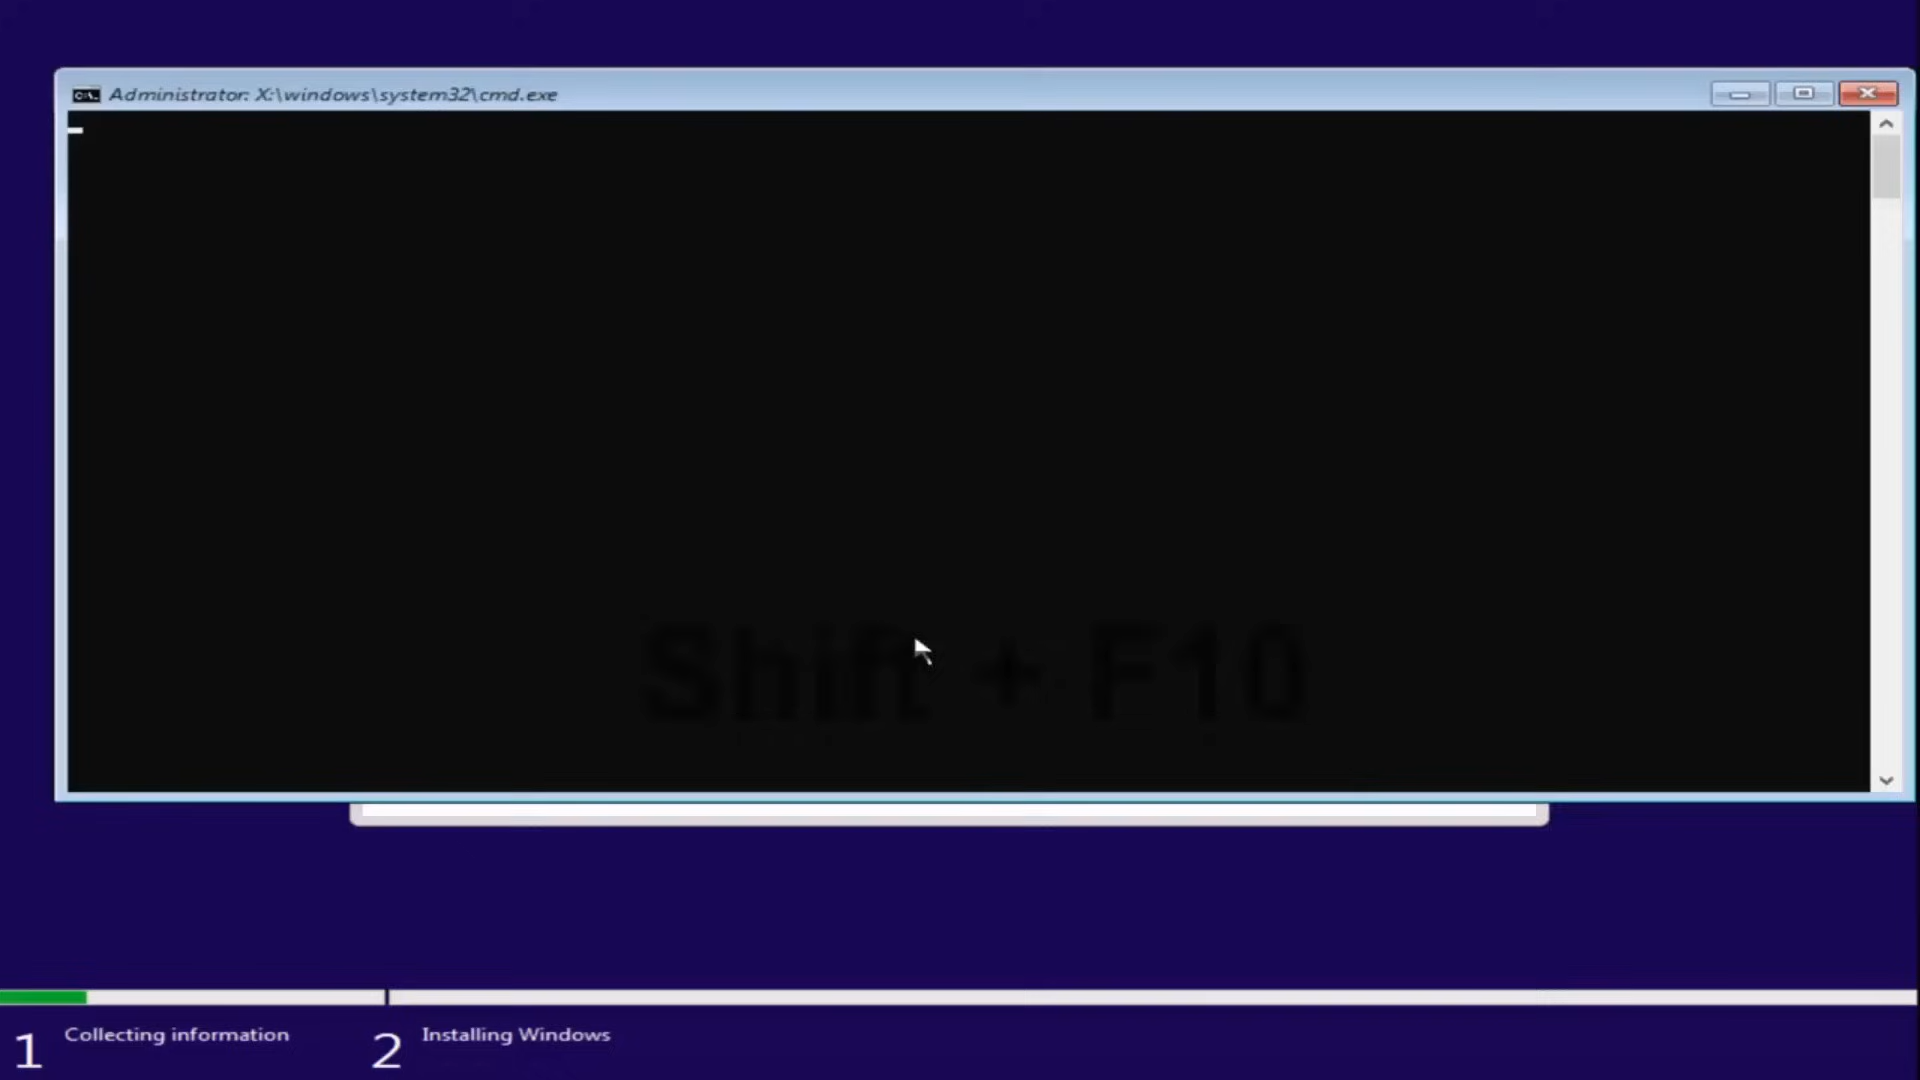 Administrator: X:\windows\system32\cmd.exe
Shift + F10
1 Collecting information
2 Installing Windows